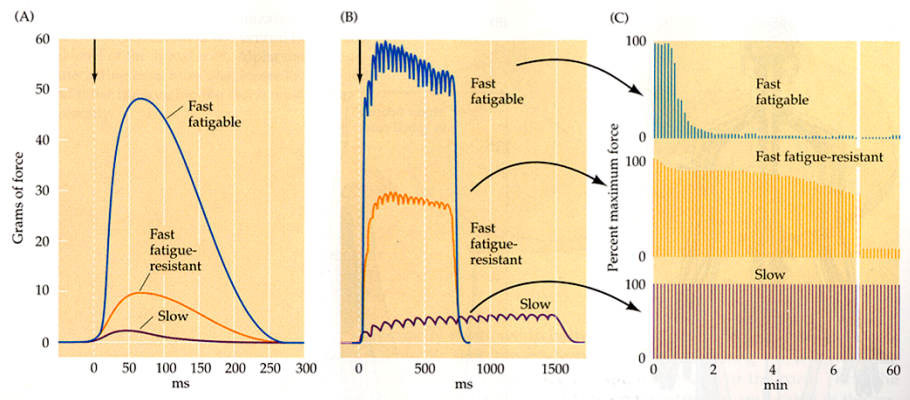 (A)
60
50
40
30
20
10
0
Grams of force
Fast
fatigable
Fast
fatigue-
resistant
Slow
0 50 100 150 200 250 300
ms
(B)
Fast
fatigable
Fast
fatigue-
resistant
Slow
0 500 1000 1500
ms
(C)
Percent maximum force
100
0
Fast
fatigable
100
0
Fast fatigue-resistant
100
0
Slow
0 2 4 6 60
min